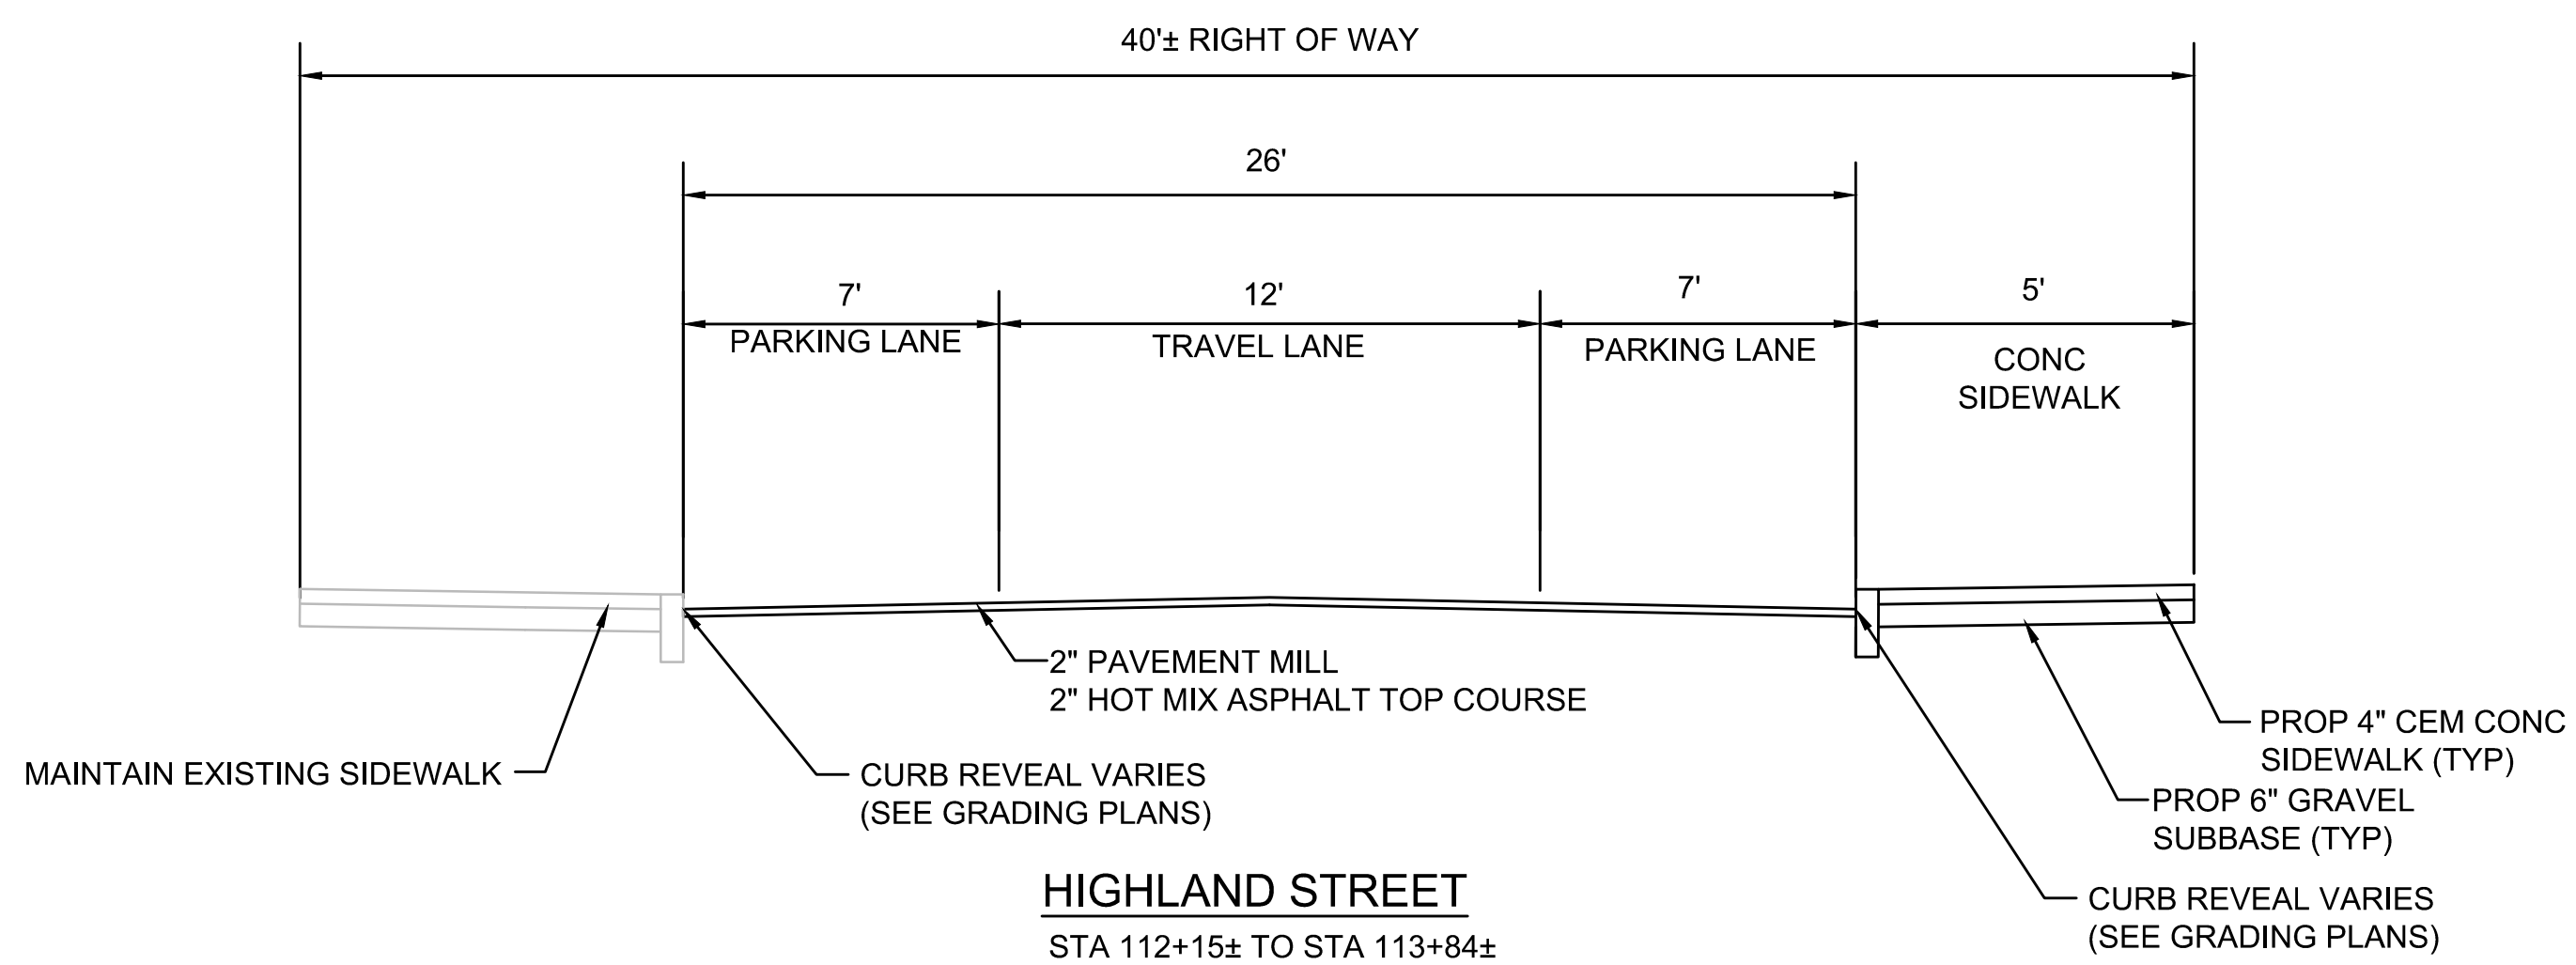 40'± RIGHT OF WAY
26'
7'
PARKING LANE
12'
TRAVEL LANE
7'
PARKING LANE
5'
CONC
SIDEWALK
MAINTAIN EXISTING SIDEWALK
CURB REVEAL VARIES
(SEE GRADING PLANS)
2" PAVEMENT MILL
2" HOT MIX ASPHALT TOP COURSE
PROP 4" CEM CONC
SIDEWALK (TYP)
PROP 6" GRAVEL
SUBBASE (TYP)
CURB REVEAL VARIES
(SEE GRADING PLANS)
HIGHLAND STREET
STA 112+15± TO STA 113+84±